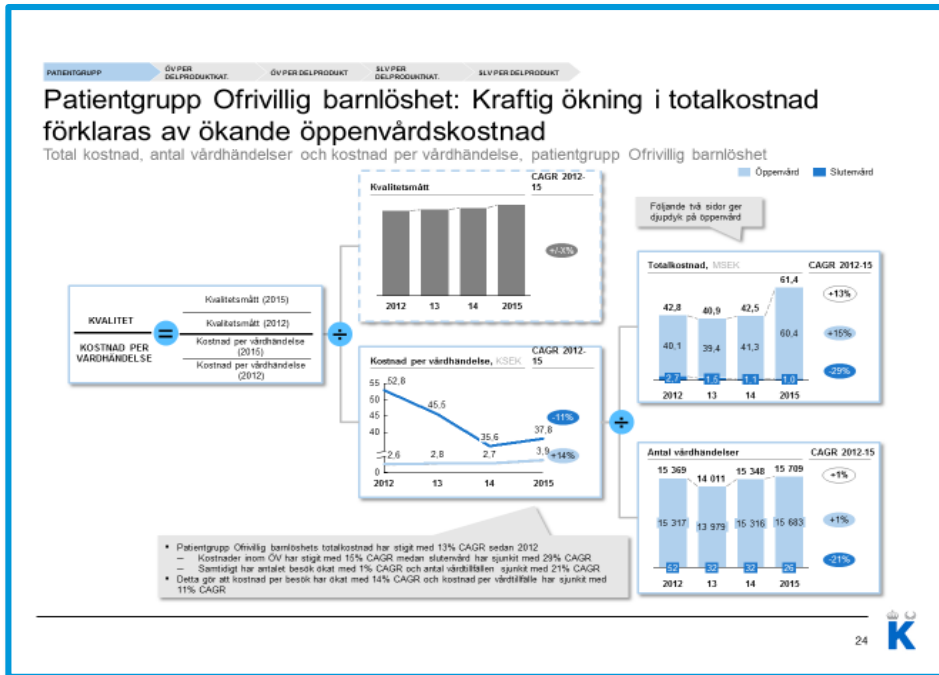 PATIENTGRUPP
ÖV PER
DELPRODUKTKAT.
ÖV PER DELPRODUKT
SLV PER
DELPRODUKTKAT.
SLV PER DELPRODUKT
Patientgrupp Ofrivillig barnlöshet: Kraftig ökning i totalkostnad
förklaras av ökande öppenvårdskostnad
Total kostnad, antal vårdhändelser och kostnad per vårdhändelse, patientgrupp Ofrivillig barnlöshet
Öppenvård Slutenvård
Kvalitetsmått
CAGR 2012-
15
+/-X%
2012 13 14 2015
Följande två sidor ger
djupdyk på öppenvård
KVALITET
KOSTNAD PER
VÅRDHÄNDELSE
=
Kvalitetsmått (2015)
Kvalitetsmått (2012)
Kostnad per vårdhändelse
(2015)
Kostnad per vårdhändelse
(2012)
÷
Kostnad per vårdhändelse, KSEK
CAGR 2012-
15
55 52,8
50
45 45,5
40
35,6 37,8
-11%
2,6 2,8 2,7 3,9
+14%
0
2012 13 14 2015
÷
Totalkostnad, MSEK
CAGR 2012-15
42,8 40,9 42,5 61,4
+13%
40,1 39,4 41,3 60,4
+15%
2,7 1,5 1,1 1,0
-29%
2012 13 14 2015
Antal vårdhändelser
CAGR 2012-15
15 369 14 011 15 348 15 709
+1%
15 317 13 979 15 316 15 683
+1%
52 32 32 26
-21%
2012 13 14 2015
• Patientgrupp Ofrivillig barnlöshets totalkostnad har stigit med 13% CAGR sedan 2012
– Kostnader inom ÖV har stigit med 15% CAGR medan slutenvård har sjunkit med 29% CAGR
– Samtidigt har antalet besök ökat med 1% CAGR och antal vårdtillfällen sjunkit med 21% CAGR
• Detta gör att kostnad per besök har ökat med 14% CAGR och kostnad per vårdtillfälle har sjunkit med
11% CAGR
24
K